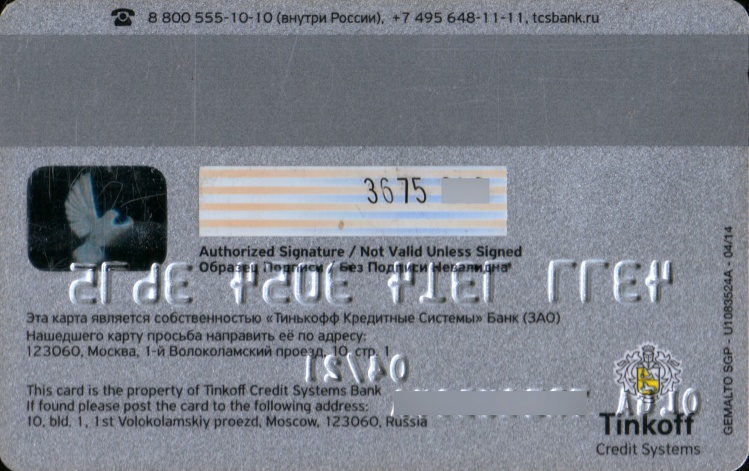 8 800 555-10-10 (внутри России), +7 495 648-11-11, tcsbank.ru
3675
Authorized Signature / Not Valid Unless Signed
Образец Подписи / Без Подписи Невалидна
Эта карта является собственностью «Тинькофф Кредитные Системы» Банк (ЗАО)
Нашедшего карту просьба направить её по адресу:
123060, Москва, 1-й Волоколамский проезд, 10, стр. 1
This card is the property of Tinkoff Credit Systems Bank
If found please post the card to the following address:
10, bld. 1, 1st Volokolamskiy proezd, Moscow, 123060, Russia
Tinkoff
Credit Systems
GEMALTO SGP - U1083524A - 04/14